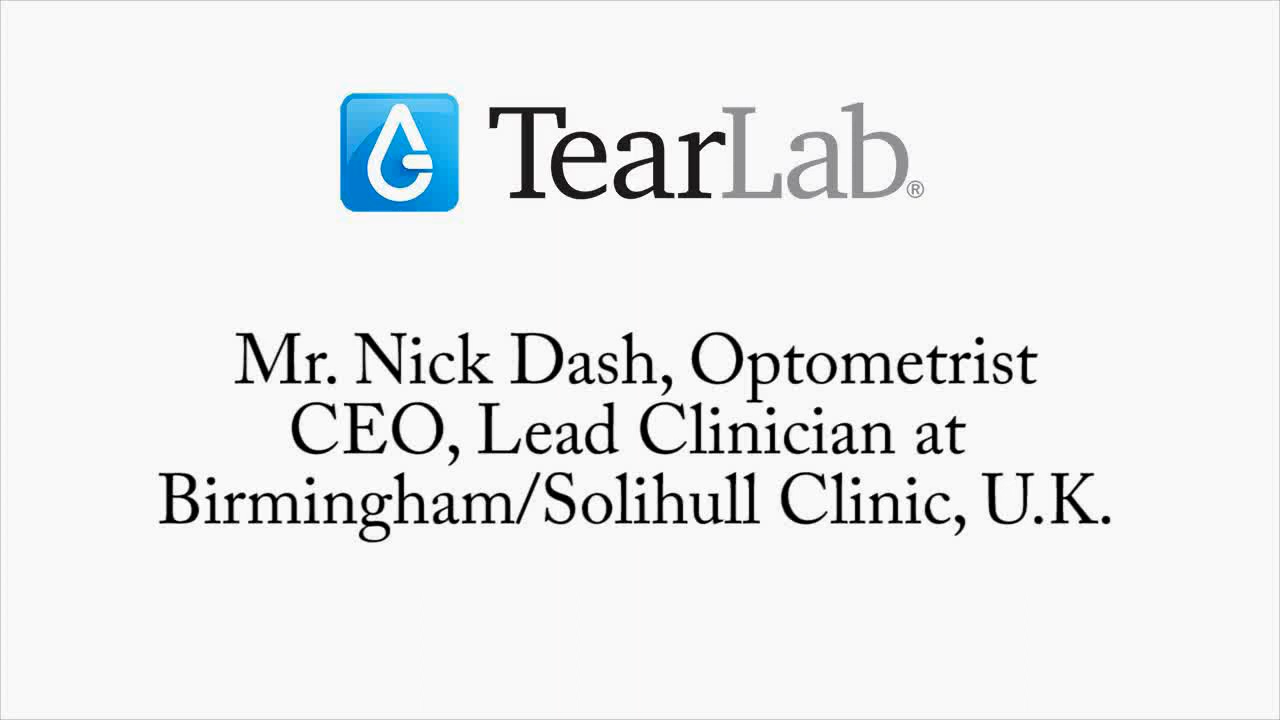 TearLab®
Mr. Nick Dash, Optometrist
CEO, Lead Clinician at
Birmingham/Solihull Clinic, U.K.